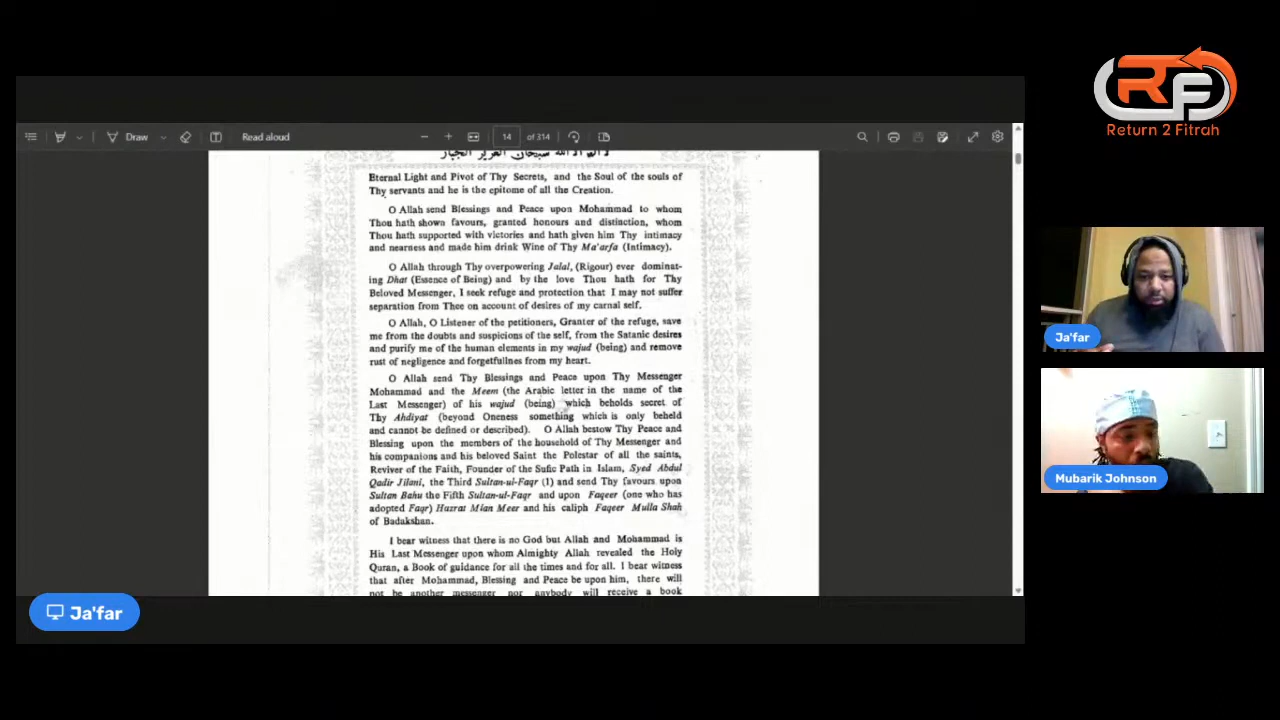 Draw
Read aloud
14
of 314
Eternal Light and Pivot of Thy Secrets, and the Soul of the souls of
Thy servants and he is the epitome of all the Creation.
O Allah send Blessings and Peace upon Mohammad to whom
Thou hath shown favours, granted honours and distinction, whom
Thou hath supported with victories and hath given him Thy intimacy
and nearness and made him drink Wine of Thy Ma'arfa (Intimacy).
O Allah through Thy overpowering Jalal, (Rigour) ever dominat-
ing Dhat (Essence of Being) and by the love Thou hath for Thy
Beloved Messenger, I seek refuge and protection that I may not suffer
separation from Thee on account of desires of my carnal self.
O Allah, O Listener of the petitioners, Granter of the refuge, save
me from the doubts and suspicions of the self, from the Satanic desires
and purify me of the human elements in my wajud (being) and remove
rust of negligence and forgetfullnes from my heart.
O Allah send Thy Blessings and Peace upon Thy Messenger
Mohammad and the Meem (the Arabic letter in the name of the
Last Messenger) of his wajud (being) which beholds secret of
Thy Ahdiyat (beyond Oneness something which is only beheld
and cannot be defined or described). O Allah bestow Thy Peace and
Blessing upon the members of the household of Thy Messenger and
his companions and his beloved Saint the Polestar of all the saints,
Reviver of the Faith, Founder of the Sufic Path in Islam, Syed Abdul
Qadir Jilani, the Third Sultan-ul-Faqr (1) and send Thy favours upon
Sultan Bahu the Fifth Sultan-ul-Faqr and upon Faqeer (one who has
adopted Faqr) Hazrat Mian Meer and his caliph Faqeer Mulla Shah
of Badakshan.
I bear witness that there is no God but Allah and Mohammad is
His Last Messenger upon whom Almighty Allah revealed the Holy
Quran, a Book of guidance for all the times and for all. I bear witness
that after Mohammad, Blessing and Peace be upon him, there will
not be another messenger nor anybody will receive a book
Ja'far
RF
Return 2 Fitrah
Ja'far
Mubarik Johnson